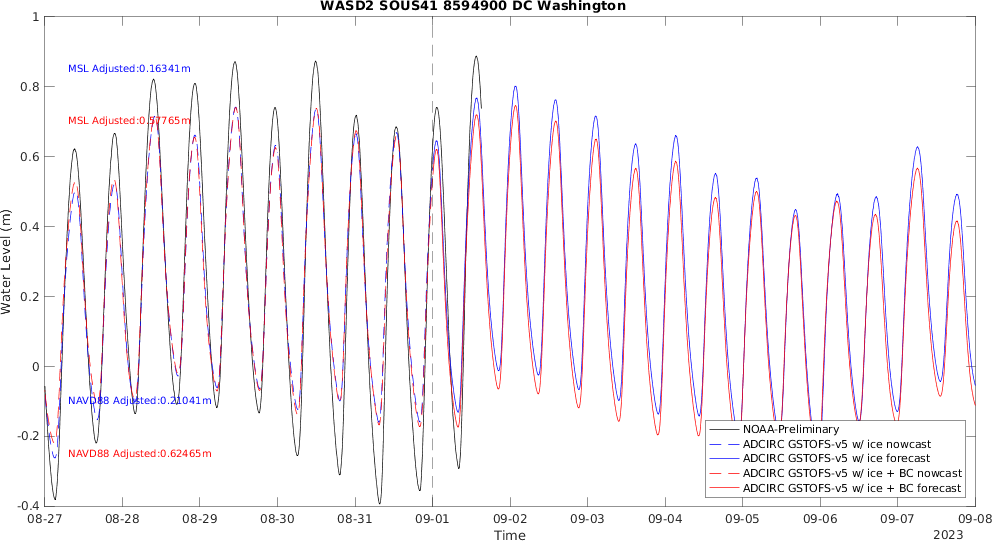 WASD2 SOUS41 8594900 DC Washington
1
0.8
0.6
0.4
0.2
0
-0.2
-0.4
Water Level (m)
MSL Adjusted:0.16341m
MSL Adjusted:0.57765m
NAVD88 Adjusted:0.21041m
NAVD88 Adjusted:0.62465m
NOAA-Preliminary
ADCIRC GSTOFS-v5 w/ ice nowcast
ADCIRC GSTOFS-v5 w/ ice forecast
ADCIRC GSTOFS-v5 w/ ice + BC nowcast
ADCIRC GSTOFS-v5 w/ ice + BC forecast
08-27 08-28 08-29 08-30 08-31 09-01 09-02 09-03 09-04 09-05 09-06 09-07 09-08
Time
2023